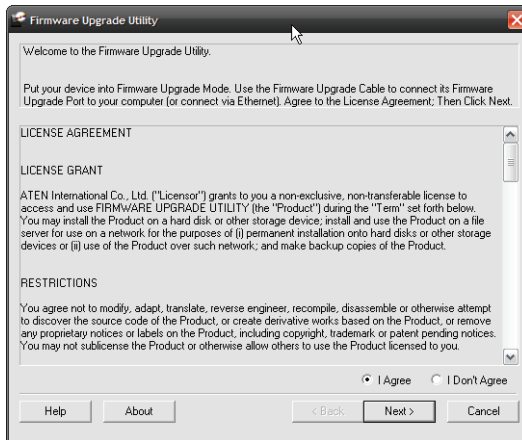 Firmware Upgrade Utility
Welcome to the Firmware Upgrade Utility.
Put your device into Firmware Upgrade Mode. Use the Firmware Upgrade Cable to connect its Firmware
Upgrade Port to your computer (or connect via Ethernet). Agree to the License Agreement; Then Click Next.
LICENSE AGREEMENT
LICENSE GRANT
ATEN International Co., Ltd. ("Licensor") grants to you a non-exclusive, non-transferable license to
access and use FIRMWARE UPGRADE UTILITY (the "Product") during the "Term" set forth below.
You may install the Product on a hard disk or other storage device; install and use the Product on a file
server for use on a network for the purposes of (i) permanent installation onto hard disks or other storage
devices or (ii) use of the Product over such network; and make backup copies of the Product.
RESTRICTIONS
You agree not to modify, adapt, translate, reverse engineer, recompile, disassemble or otherwise attempt
to discover the source code of the Product, or create derivative works based on the Product, or remove
any proprietary notices or labels on the Product, including copyright, trademark or patent pending notices.
You may not sublicense the Product or otherwise allow others to use the Product licensed to you.
I Agree I Don't Agree
Help About < Back Next > Cancel